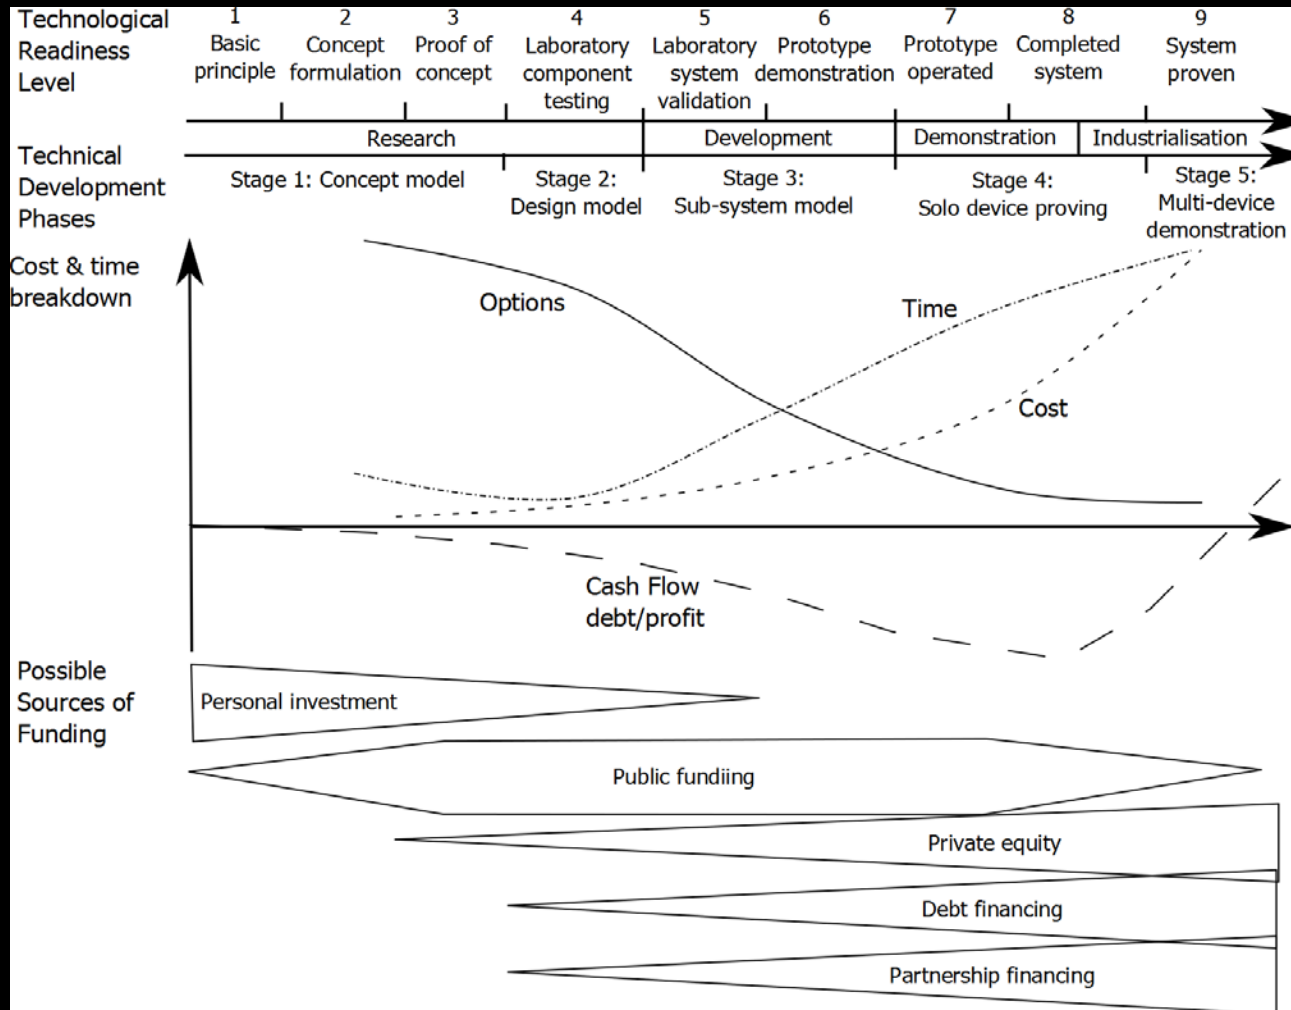 Technological
Readiness
Level
1
Basic
principle
2
Concept
formulation
3
Proof of
concept
4
Laboratory
component
testing
5
Laboratory
system
validation
6
Prototype
demonstration
7
Prototype
operated
8
Completed
system
9
System
proven
Research
Development
Demonstration
Industrialisation
Technical
Development
Phases
Stage 1: Concept model
Stage 2:
Design model
Stage 3:
Sub-system model
Stage 4:
Solo device proving
Stage 5:
Multi-device
demonstration
Cost & time
breakdown
Options
Time
Cost
Cash Flow
debt/profit
Possible
Sources of
Funding
Personal investment
Public fundiing
Private equity
Debt financing
Partnership financing